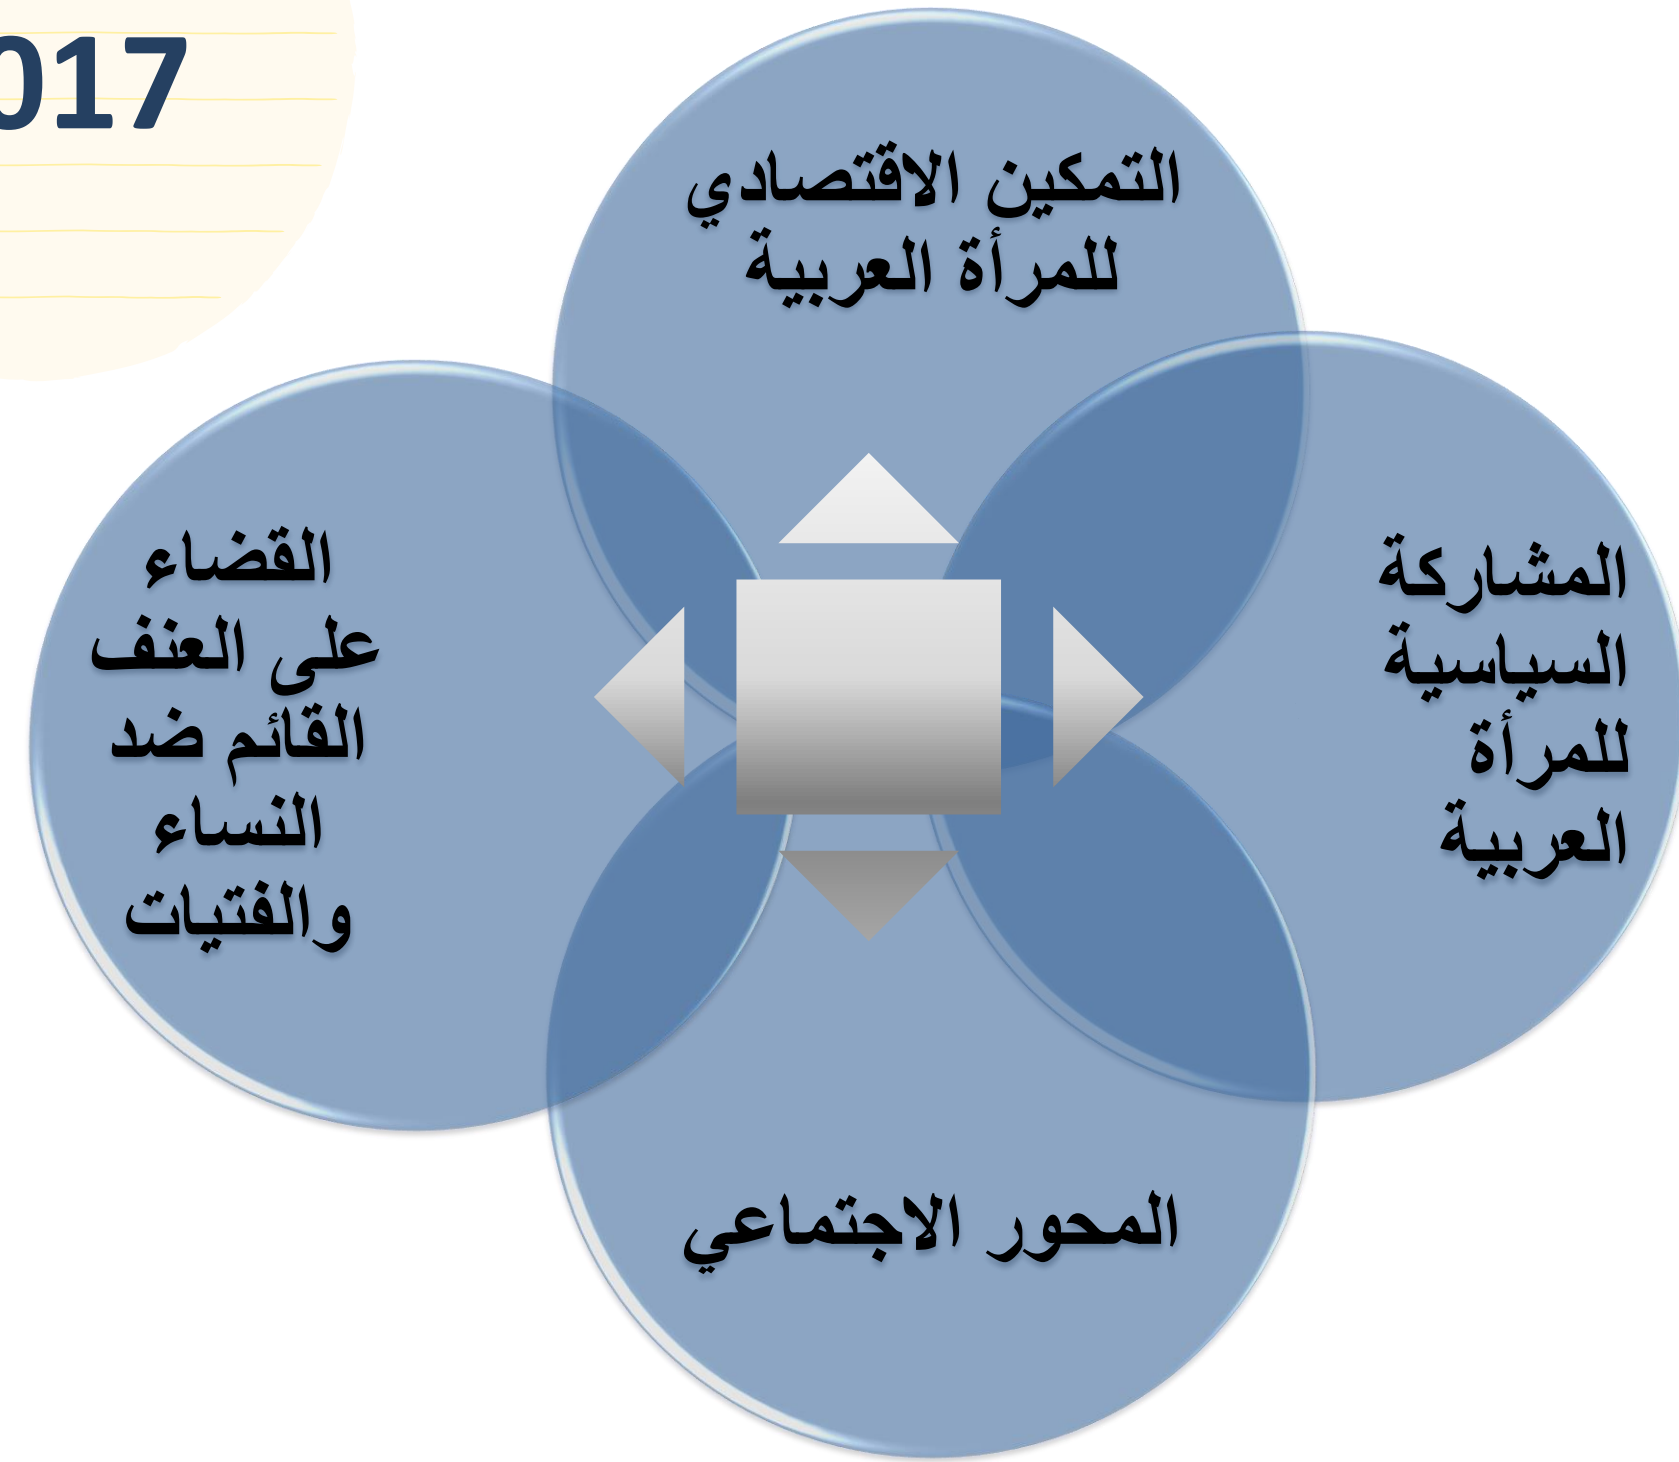 017
التمكين الاقتصادي
للمرأة العربية
المشاركة
السياسية
للمرأة
العربية
القضاء
على العنف
القائم ضد
النساء
والفتيات
المحور الاجتماعي